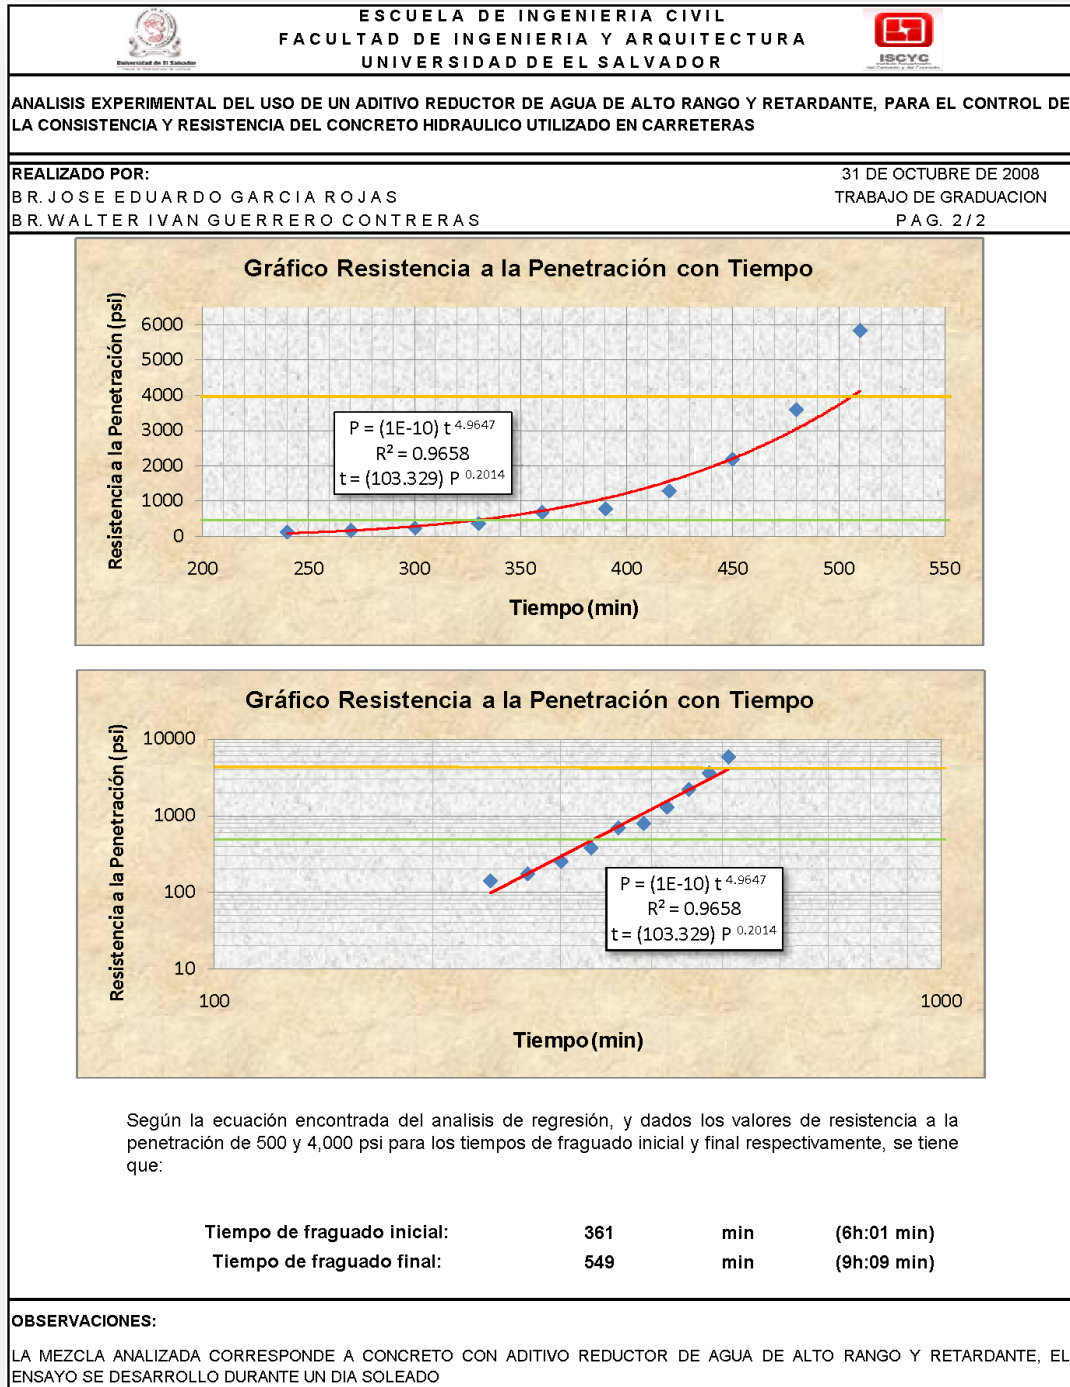 ESCUELA DE INGENIERIA CIVIL
FACULTAD DE INGENIERIA Y ARQUITECTURA
UNIVERSIDAD DE EL SALVADOR
Universidad de El Salvador
ISCYC
ANALISIS EXPERIMENTAL DEL USO DE UN ADITIVO REDUCTOR DE AGUA DE ALTO RANGO Y RETARDANTE, PARA EL CONTROL DE
LA CONSISTENCIA Y RESISTENCIA DEL CONCRETO HIDRAULICO UTILIZADO EN CARRETERAS
REALIZADO POR:
31 DE OCTUBRE DE 2008
BR. JOSE EDUARDO GARCIA ROJAS
TRABAJO DE GRADUACION
BR. WALTER IVAN GUERRERO CONTRERAS
PAG. 2/2
Gráfico Resistencia a la Penetración con Tiempo
Resistencia a la Penetración (psi)
6000
5000
4000
3000
2000
1000
0
P = (1E-10) t 4.9647
R² = 0.9658
t = (103.329) P 0.2014
200 250 300 350 400 450 500 550
Tiempo (min)
Gráfico Resistencia a la Penetración con Tiempo
Resistencia a la Penetración (psi)
10000
1000
100
10
P = (1E-10) t 4.9647
R² = 0.9658
t = (103.329) P 0.2014
100 1000
Tiempo (min)
Según la ecuación encontrada del analisis de regresión, y dados los valores de resistencia a la
penetración de 500 y 4,000 psi para los tiempos de fraguado inicial y final respectivamente, se tiene
que:
Tiempo de fraguado inicial: 361 min (6h:01 min)
Tiempo de fraguado final: 549 min (9h:09 min)
OBSERVACIONES:
LA MEZCLA ANALIZADA CORRESPONDE A CONCRETO CON ADITIVO REDUCTOR DE AGUA DE ALTO RANGO Y RETARDANTE, EL
ENSAYO SE DESARROLLO DURANTE UN DIA SOLEADO